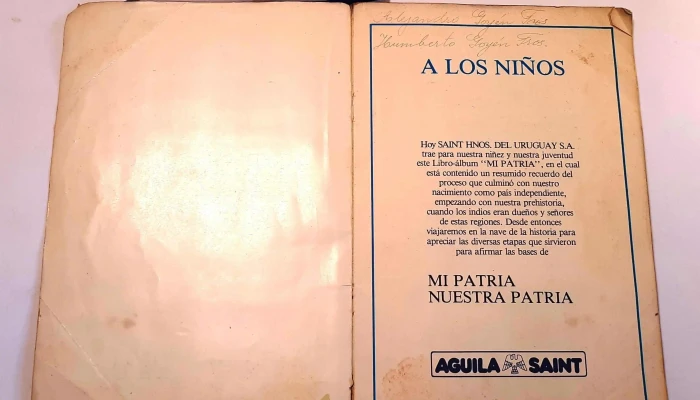 Alejandro Goyén Fros
Humberto Goyén Fros.
A LOS NIÑOS
Hoy SAINT HNOS. DEL URUGUAY S.A.
trae para nuestra niñez y nuestra juventud
este Libro-álbum "MI PATRIA", en el cual
está contenido un resumido recuerdo del
proceso que culminó con nuestro
nacimiento como país independiente,
empezando con nuestra prehistoria,
cuando los indios eran dueños y señores
de estas regiones. Desde entonces
viajaremos en la nave de la historia para
apreciar las diversas etapas que sirvieron
para afirmar las bases de
MI PATRIA
NUESTRA PATRIA
AGUILA SAINT